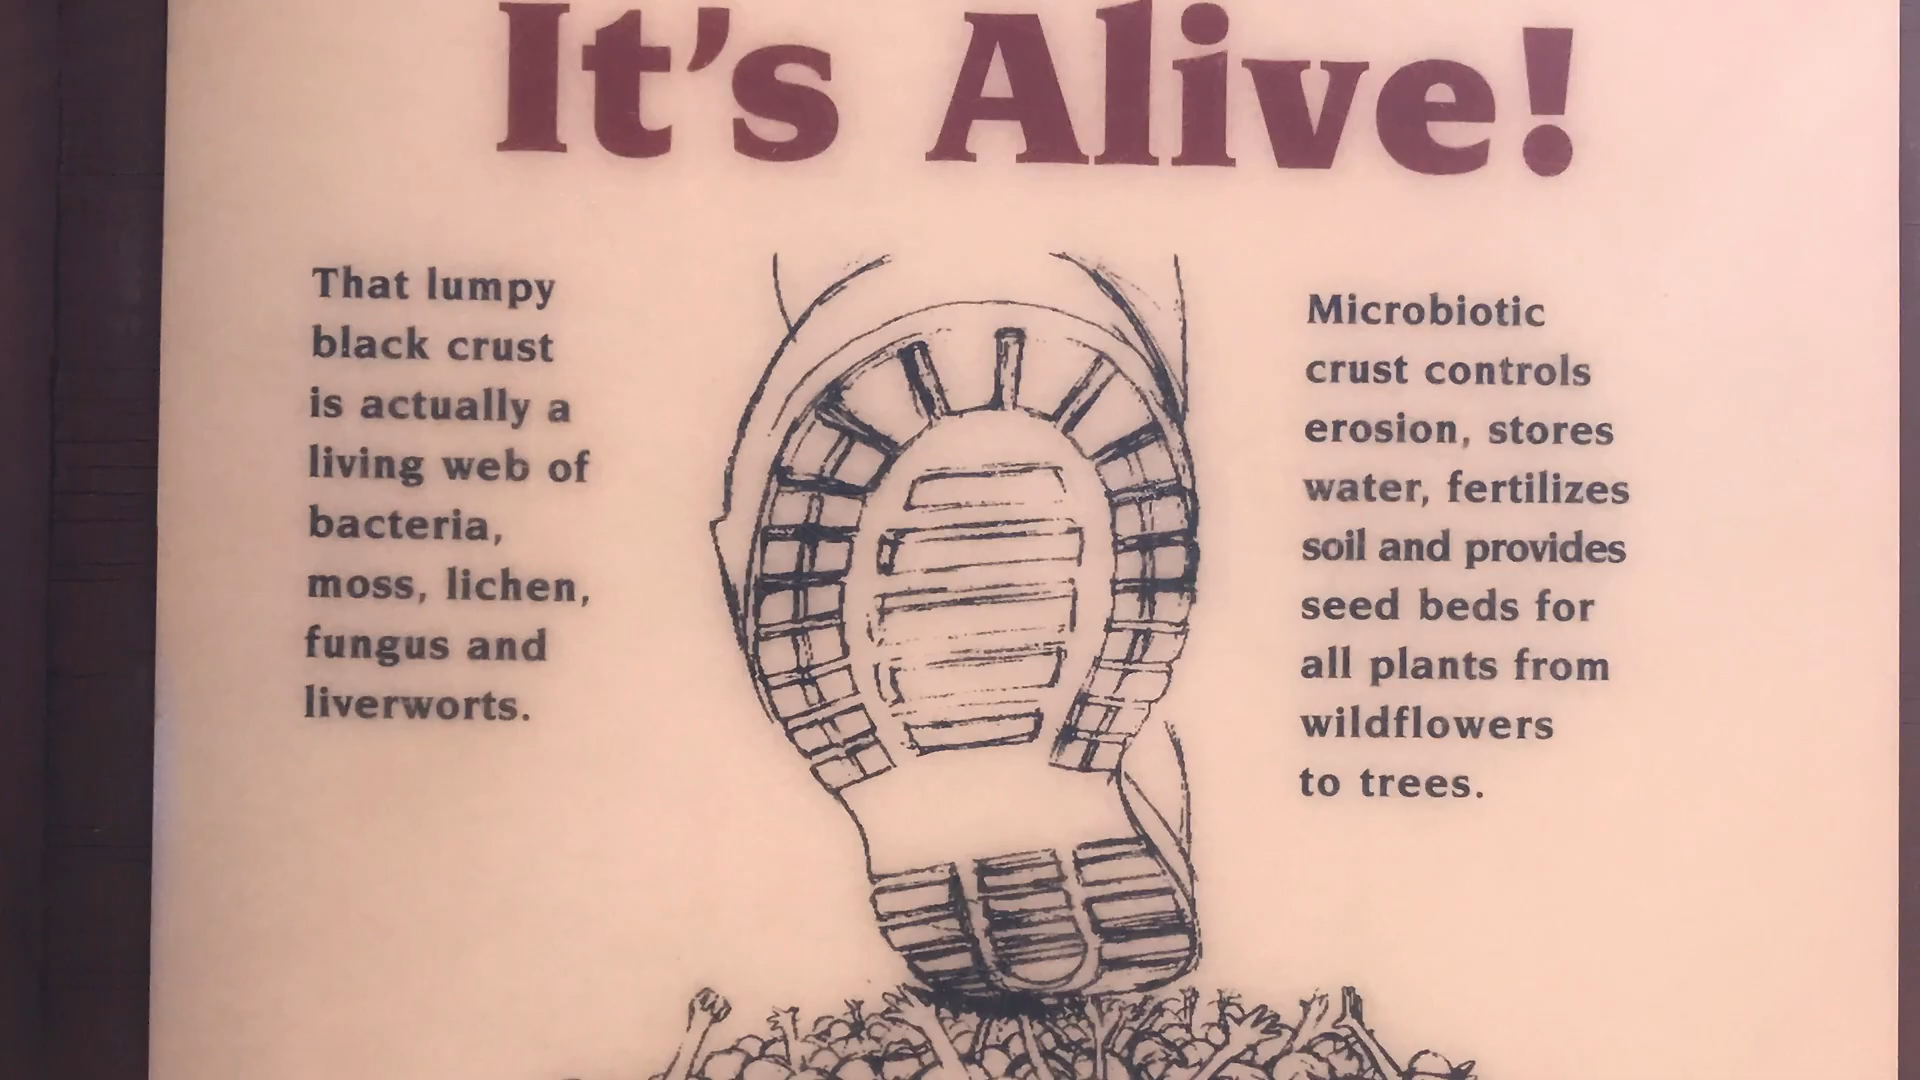 It's Alive!
That lumpy
black crust
is actually a
living web of
bacteria,
moss, lichen,
fungus and
liverworts.
Microbiotic
crust controls
erosion, stores
water, fertilizes
soil and provides
seed beds for
all plants from
wildflowers
to trees.